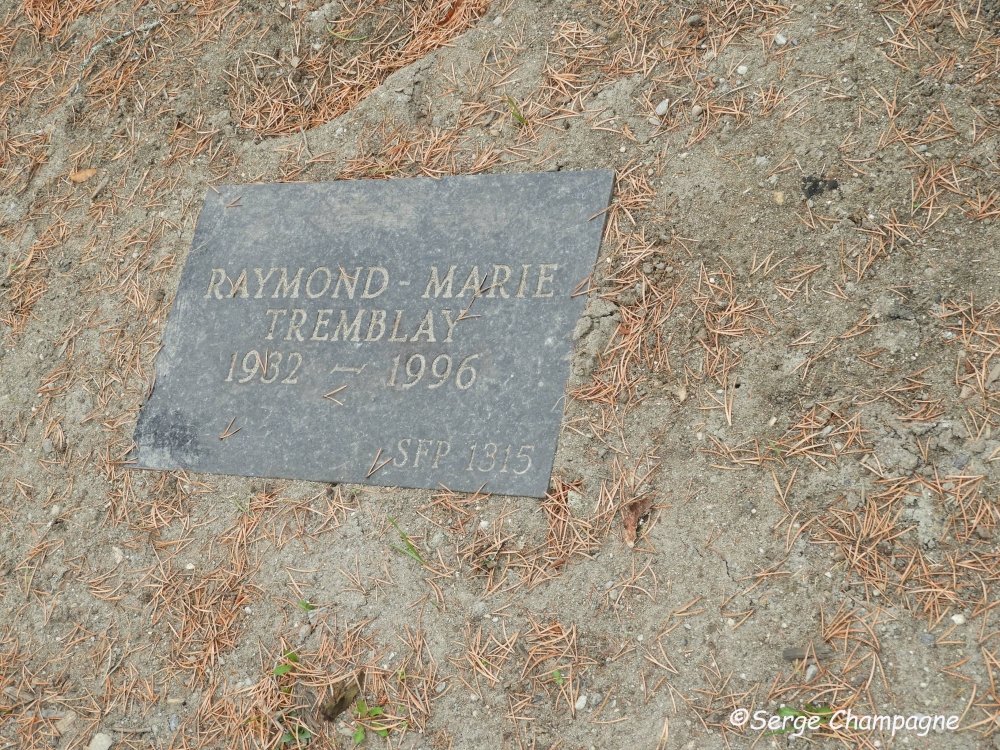 RAYMOND - MARIE
TREMBLAY
1932 - 1996
SFP 1315
©Serge Champagne